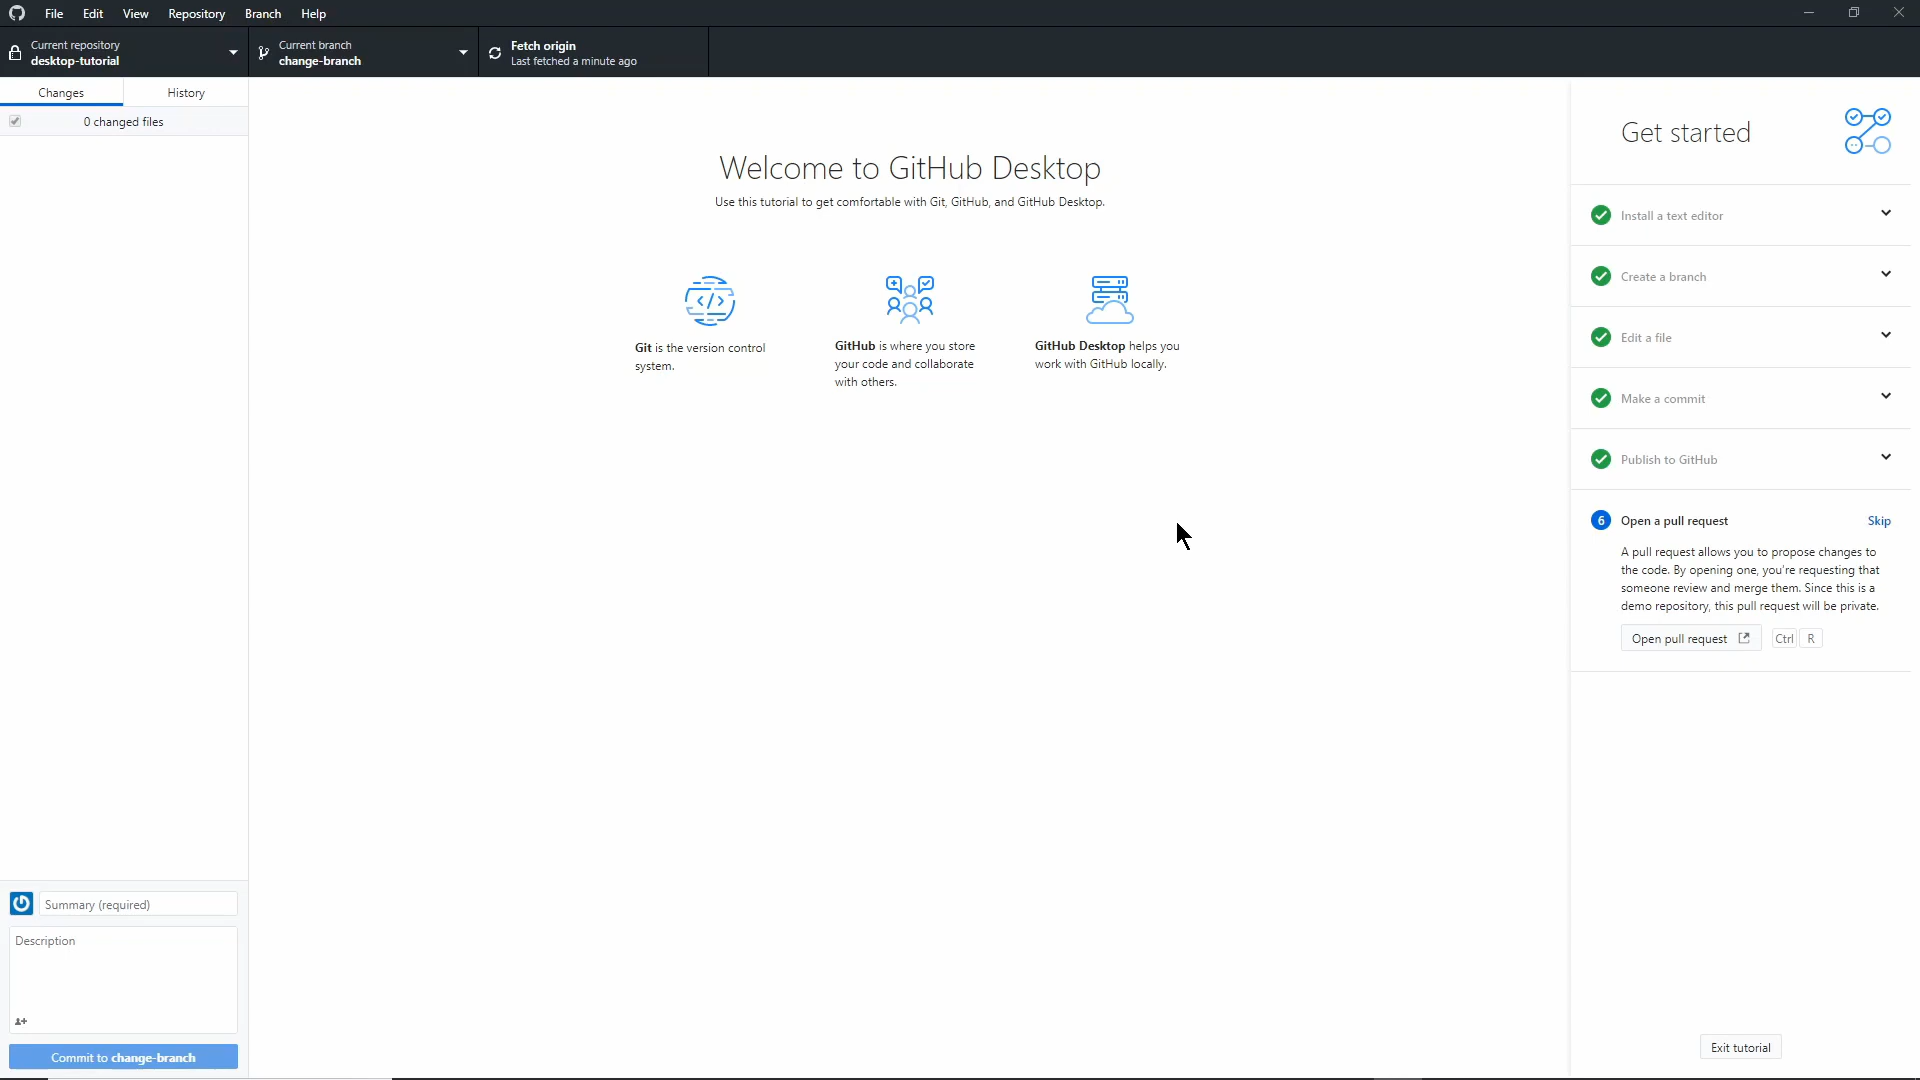 File Edit View Repository Branch Help
Current repository
desktop-tutorial
Current branch
change-branch
Fetch origin
Last fetched a minute ago
Changes
History
0 changed files
Welcome to GitHub Desktop
Use this tutorial to get comfortable with Git, GitHub, and GitHub Desktop.
Git is the version control
system.
GitHub is where you store
your code and collaborate
with others.
GitHub Desktop helps you
work with GitHub locally.
Get started
Install a text editor
Create a branch
Edit a file
Make a commit
Publish to GitHub
6 Open a pull request Skip
A pull request allows you to propose changes to
the code. By opening one, you're requesting that
someone review and merge them. Since this is a
demo repository, this pull request will be private.
Open pull request Ctrl R
Exit tutorial
Summary (required)
Description
Commit to change-branch